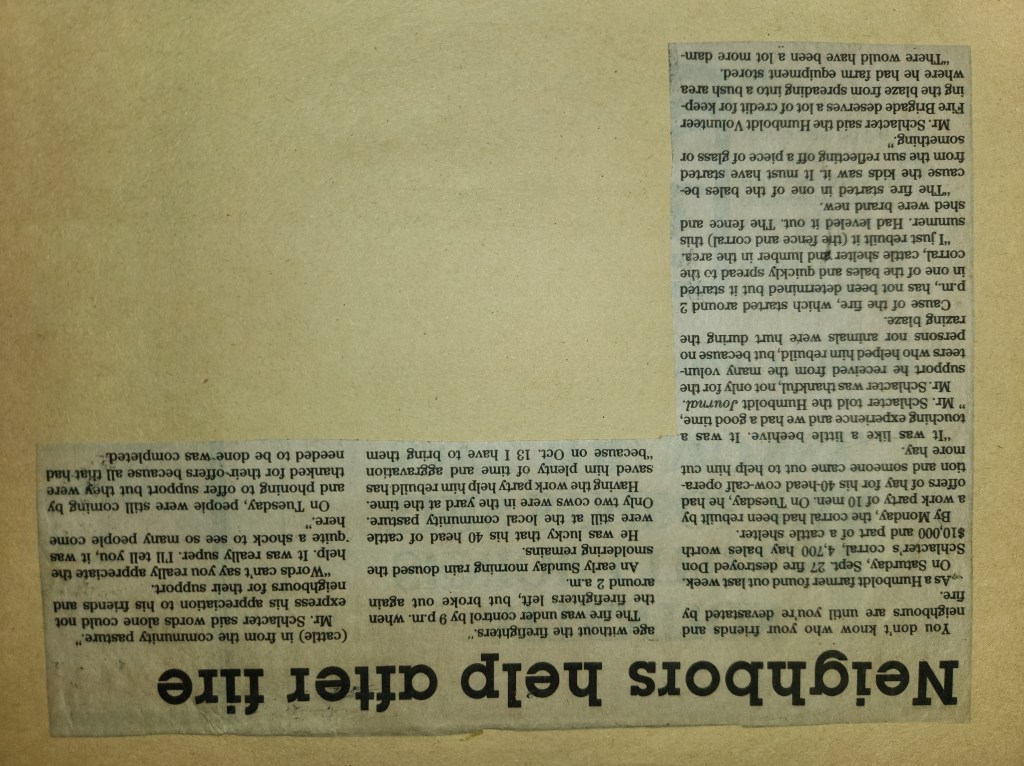 Neighbors help after fire
You don't know who your friends and
neighbours are until you're devastated by
fire.
As a Humboldt farmer found out last week.
On Saturday, Sept. 27 fire destroyed Don
Schlacter's corral, 4,700 hay bales worth
$10,000 and part of a cattle shelter.
By Monday, the corral had been rebuilt by
a work party of 10 men. On Tuesday, he had
offers of hay for his 40-head cow-calf opera-
tion and someone came out to help him cut
more hay.
"It was like a little beehive. It was a
touching experience and we had a good time,
" Mr. Schlacter told the Humboldt Journal.
Mr. Schlacter was thankful, not only for the
support he received from the many volun-
teers who helped him rebuild, but because no
persons nor animals were hurt during the
razing blaze.
Cause of the fire, which started around 2
p.m., has not been determined but it started
in one of the bales and quickly spread to the
corral, cattle shelter and lumber in the area.
"I just rebuilt it (the fence and corral) this
summer. Had leveled it out. The fence and
shed were brand new.
"The fire started in one of the bales be-
cause the kids saw it. It must have started
from the sun reflecting off a piece of glass or
something."
Mr. Schlacter said the Humboldt Volunteer
Fire Brigade deserves a lot of credit for keep-
ing the blaze from spreading into a bush area
where he had farm equipment stored.
"There would have been a lot more dam-
age without the firefighters."
The fire was under control by 9 p.m. when
the firefighters left, but broke out again
around 2 a.m.
An early Sunday morning rain doused the
smoldering remains.
He was lucky that his 40 head of cattle
were still at the local community pasture.
Only two cows were in the yard at the time.
Having the work party help him rebuild has
saved him plenty of time and aggravation
"because on Oct. 13 I have to bring them
(cattle) in from the community pasture."
Mr. Schlacter said words alone could not
express his appreciation to his friends and
neighbours for their support.
"Words can't say you really appreciate the
help. It was really super. I'll tell you, it was
quite a shock to see so many people come
here."
On Tuesday, people were still coming by
and phoning to offer support but they were
thanked for their offers because all that had
needed to be done was completed.